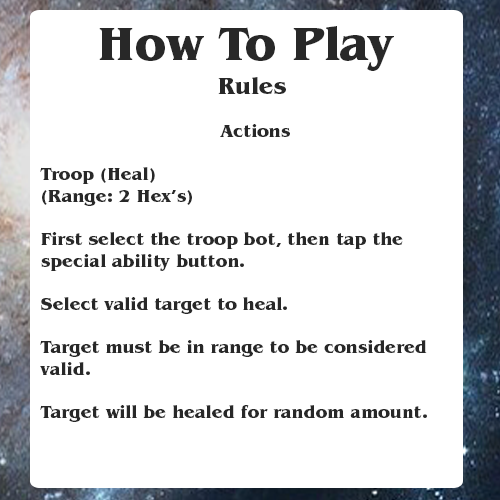 How To Play
Rules
Actions
Troop (Heal)
(Range: 2 Hex's)
First select the troop bot, then tap the
special ability button.
Select valid target to heal.
Target must be in range to be considered
valid.
Target will be healed for random amount.